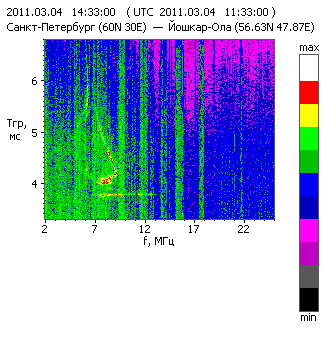 2011.03.04 14:33:00 ( UTC 2011.03.04 11:33:00 )
Санкт-Петербург (60N 30E) — Йошкар-Ола (56.63N 47.87E)
max
6
Тгр,
мс
5
4
2 7 12 17 22
f, МГц
min